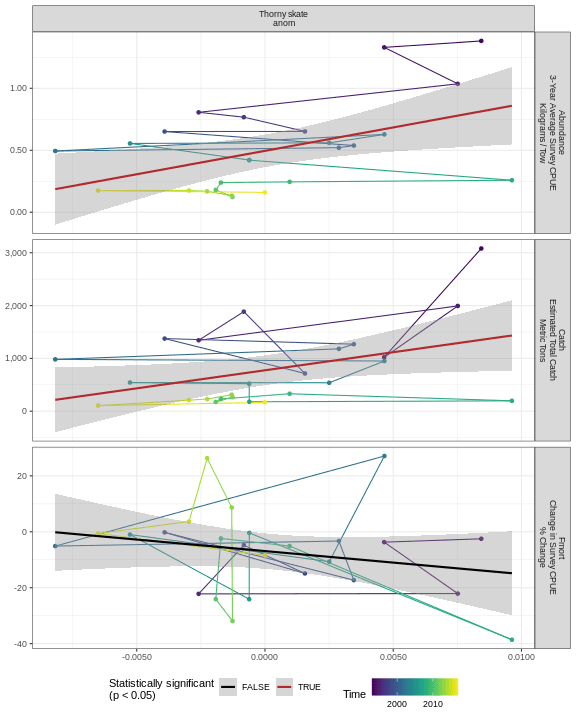 Thorny skate
anom
1.00
0.50
0.00
Abundance
3-Year Average Survey CPUE
Kilograms / Tow
3,000
2,000
1,000
0
Catch
Estimated Total Catch
Metric Tons
20
0
-20
-40
Fmort
Change in Survey CPUE
% Change
-0.0050
0.0000
0.0050
0.0100
Statistically significant
(p < 0.05)
FALSE
TRUE
Time
2000
2010